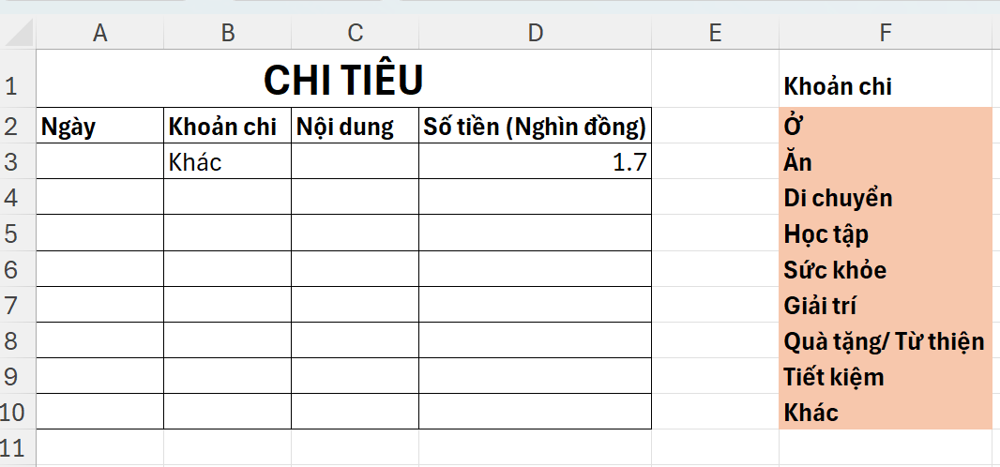 A B C D E F
1 CHI TIÊU Khoản chi
2 Ngày Khoản chi Nội dung Số tiền (Nghìn đồng) Ở
3 Khác 1.7 Ăn
4 Di chuyển
5 Học tập
6 Sức khỏe
7 Giải trí
8 Quà tặng/ Từ thiện
9 Tiết kiệm
10 Khác
11